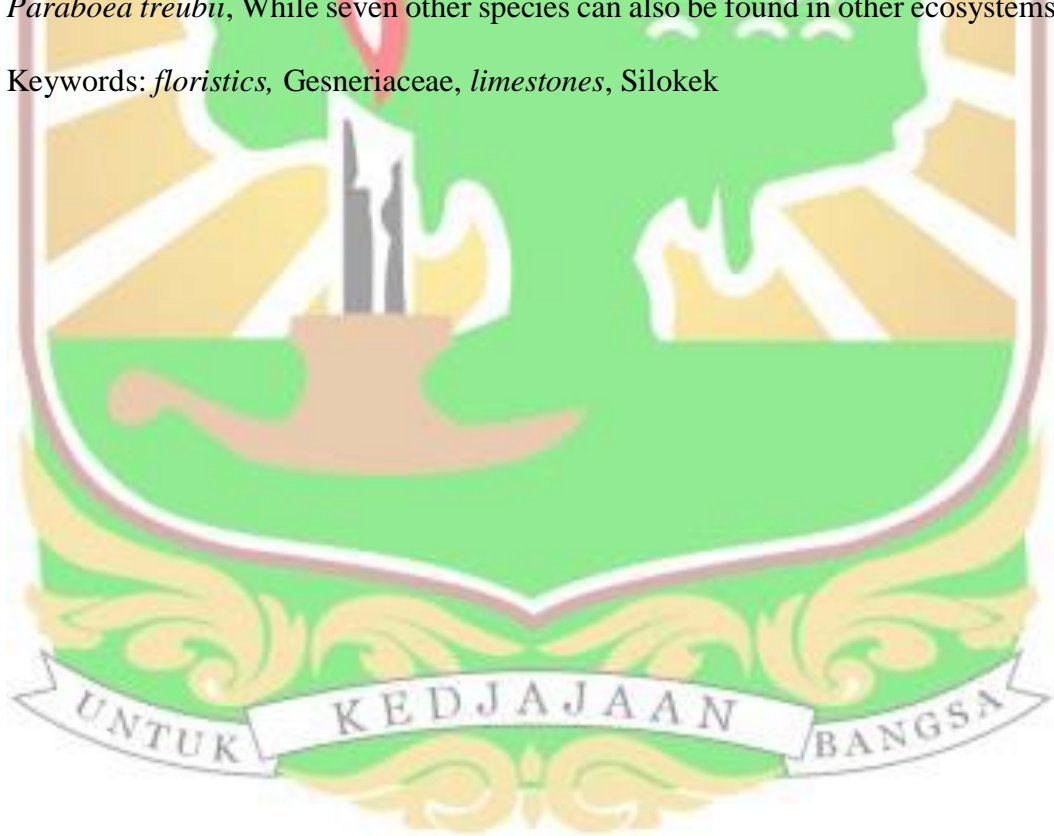 Paraboea treubii, While seven other species can also be found in other ecosystems
Keywords: floristics, Gesneriaceae, limestones, Silokek
UNTUK KEDJAJAAN BANGSA